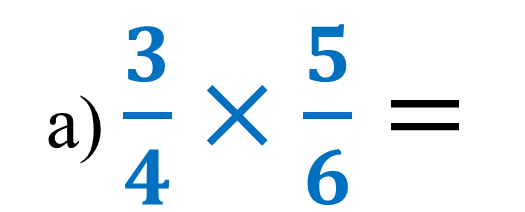 a) 3/4 × 5/6 =